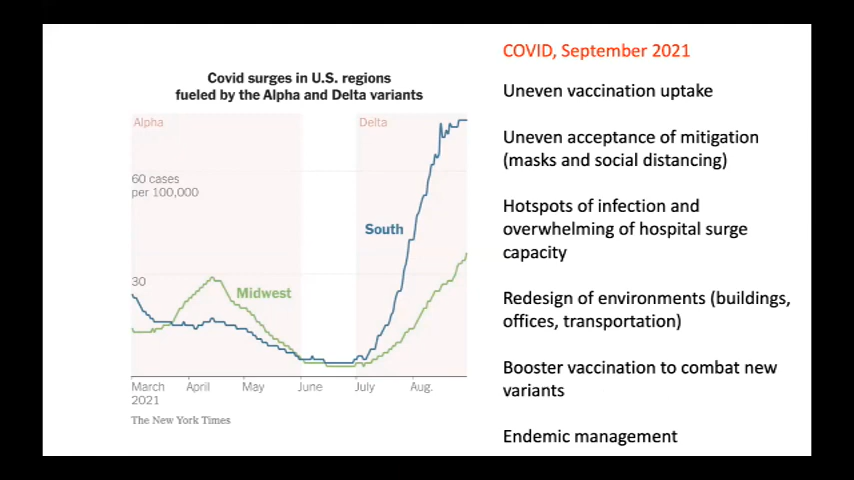 COVID, September 2021
Covid surges in U.S. regions
fueled by the Alpha and Delta variants
Alpha
Delta
60 cases
per 100,000
South
30
Midwest
March
2021
April
May
June
July
Aug.
The New York Times
Uneven vaccination uptake
Uneven acceptance of mitigation
(masks and social distancing)
Hotspots of infection and
overwhelming of hospital surge
capacity
Redesign of environments (buildings,
offices, transportation)
Booster vaccination to combat new
variants
Endemic management